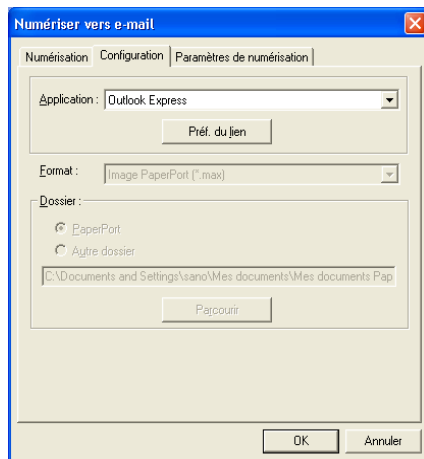 Numériser vers e-mail
Numérisation Configuration Paramètres de numérisation
Application : Outlook Express
Préf. du lien
Format : Image PaperPort (*.max)
Dossier :
PaperPort
Autre dossier
C:\Documents and Settings\sano\Mes documents\Mes documents Pap
Parcourir
OK Annuler